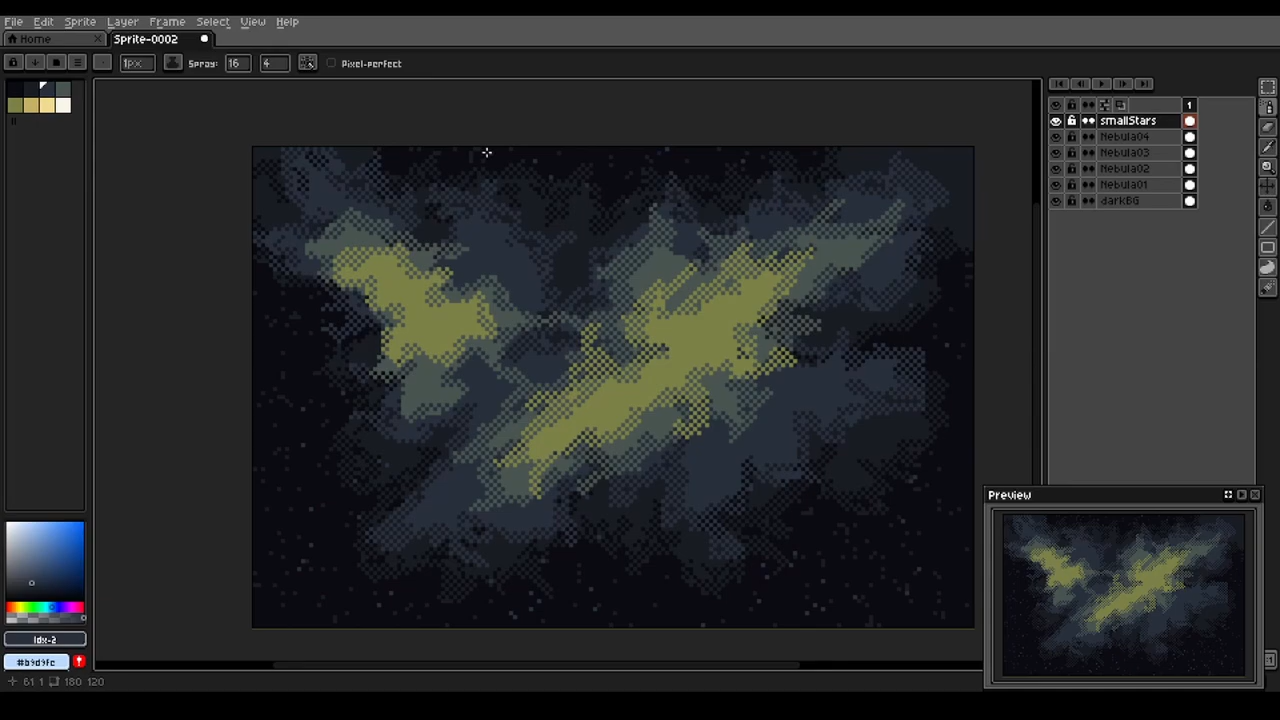 File Edit Sprite Layer Frame Select View Help
Home Sprite-0002
1px Spray: 16 4 Pixel-perfect
1
smallStars
Nebula04
Nebula03
Nebula02
Nebula01
darkBG
Preview
Idx-2
#b9d9fc
61 1 180 120